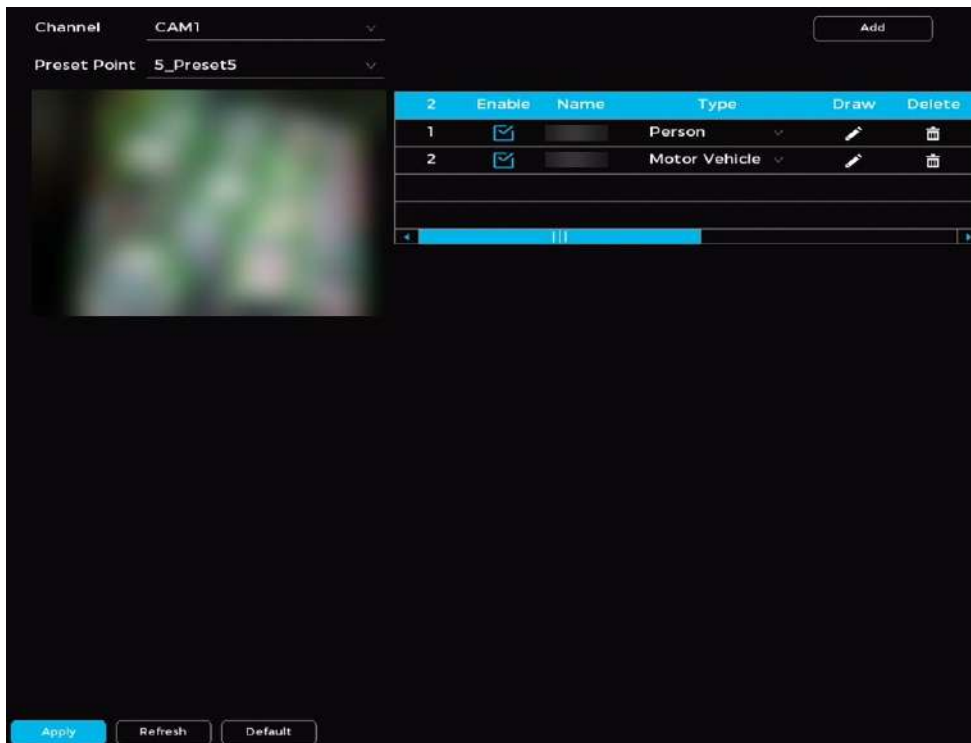 Channel CAM1 Add
Preset Point 5_Preset5
2 Enable Name Type Draw Delete
1 Person
2 Motor Vehicle
Apply Refresh Default